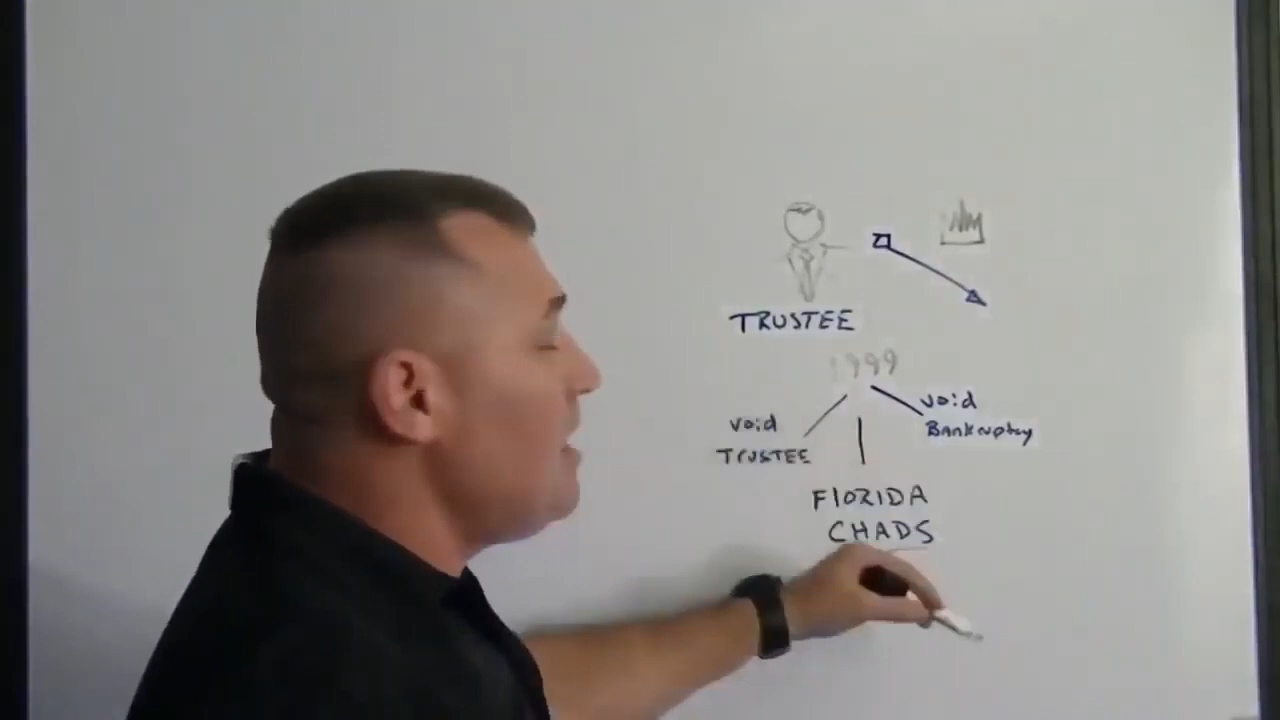 TRUSTEE
1999
void
TRUSTEE
void
Bankruptcy
FlORIDA
CHADS